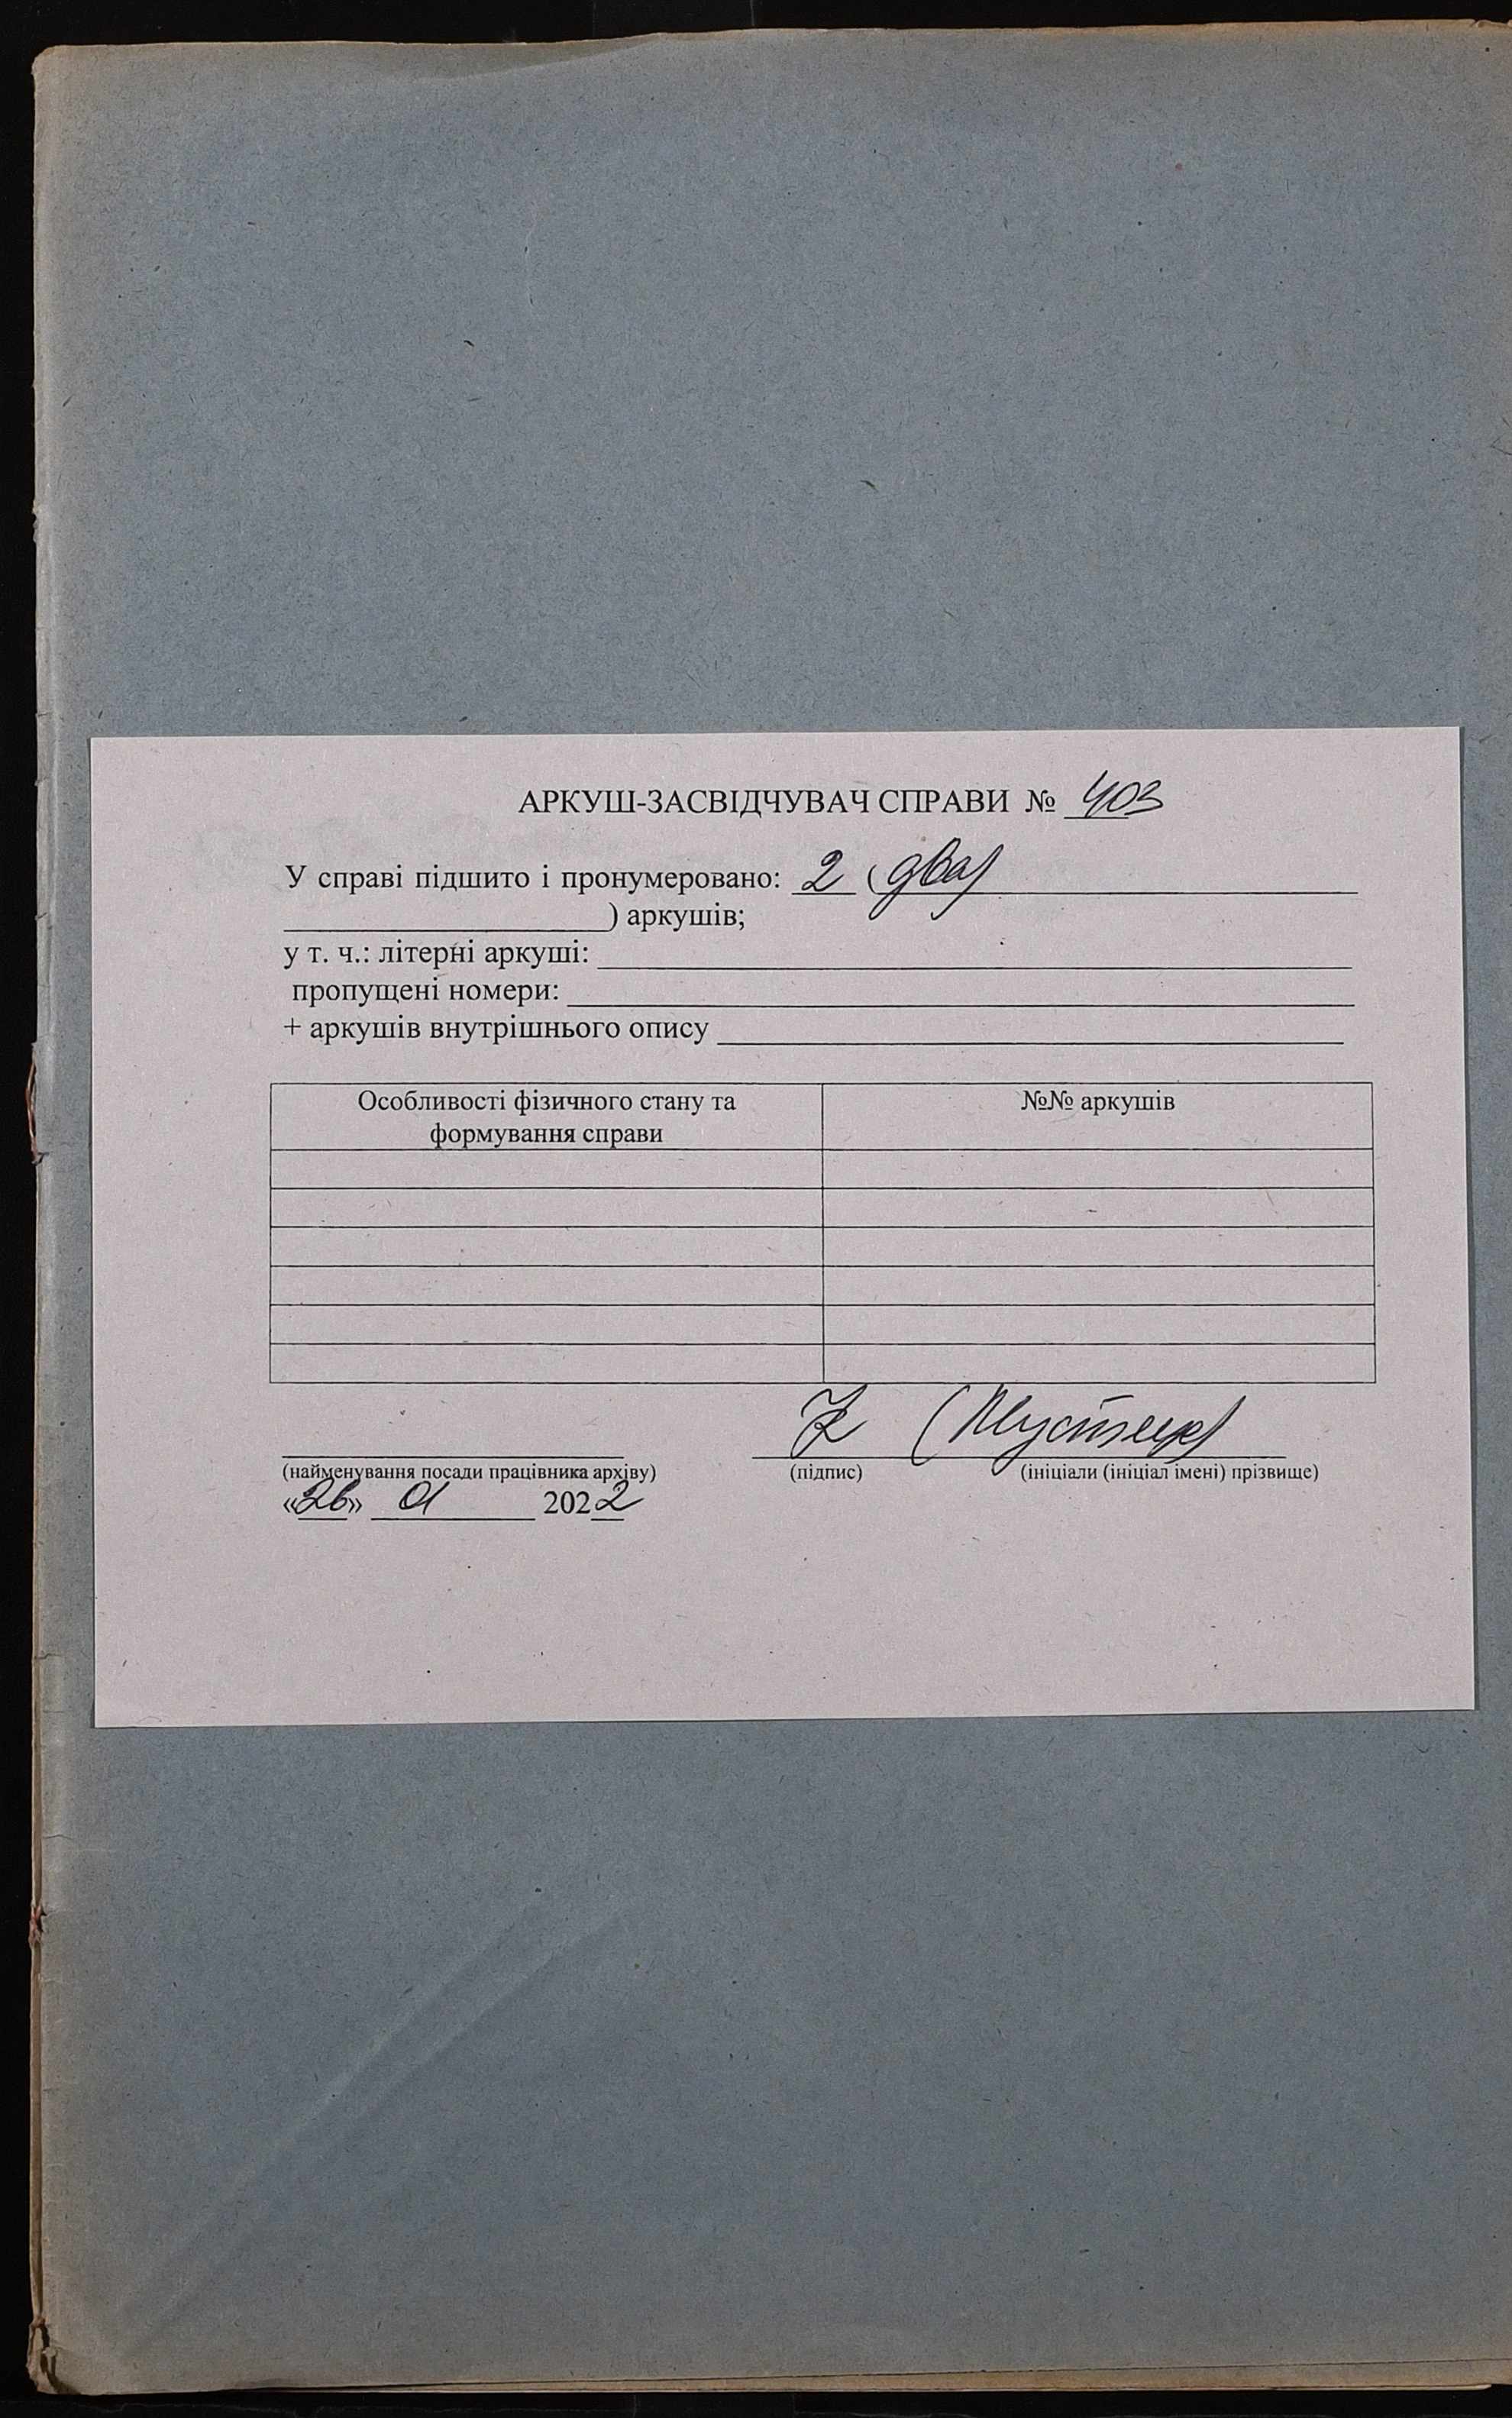 АРКУШ-ЗАСВІДЧУВАЧ СПРАВИ № 403
У справі підшито і пронумеровано: 2 (два)
) аркушів;
у т. ч.: літерні аркуші:
пропущені номери:
+ аркушів внутрішнього опису
Особливості фізичного стану та
формування справи
№№ аркушів
(найменування посади працівника архіву)
(підпис)
(ініціали (ініціал імені) прізвище)
«26» 01 2022